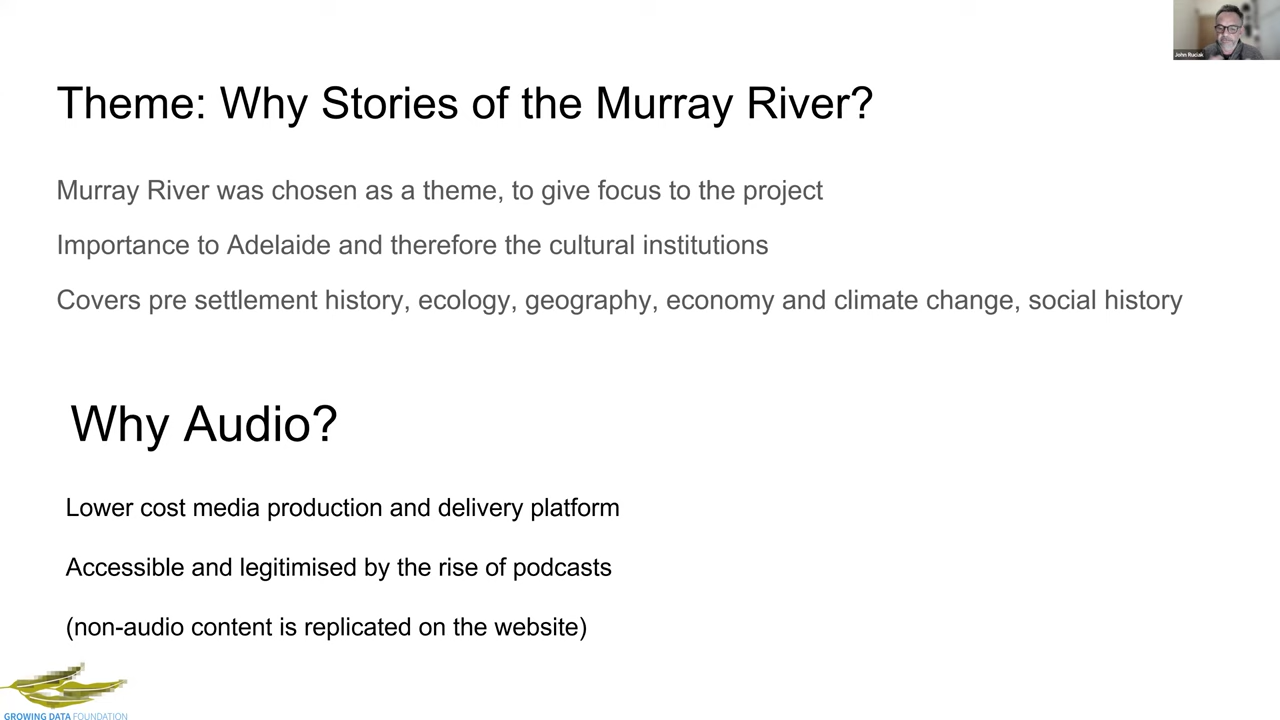 John Ruciak
Theme: Why Stories of the Murray River?
Murray River was chosen as a theme, to give focus to the project
Importance to Adelaide and therefore the cultural institutions
Covers pre settlement history, ecology, geography, economy and climate change, social history
Why Audio?
Lower cost media production and delivery platform
Accessible and legitimised by the rise of podcasts
(non-audio content is replicated on the website)
GROWING DATA FOUNDATION